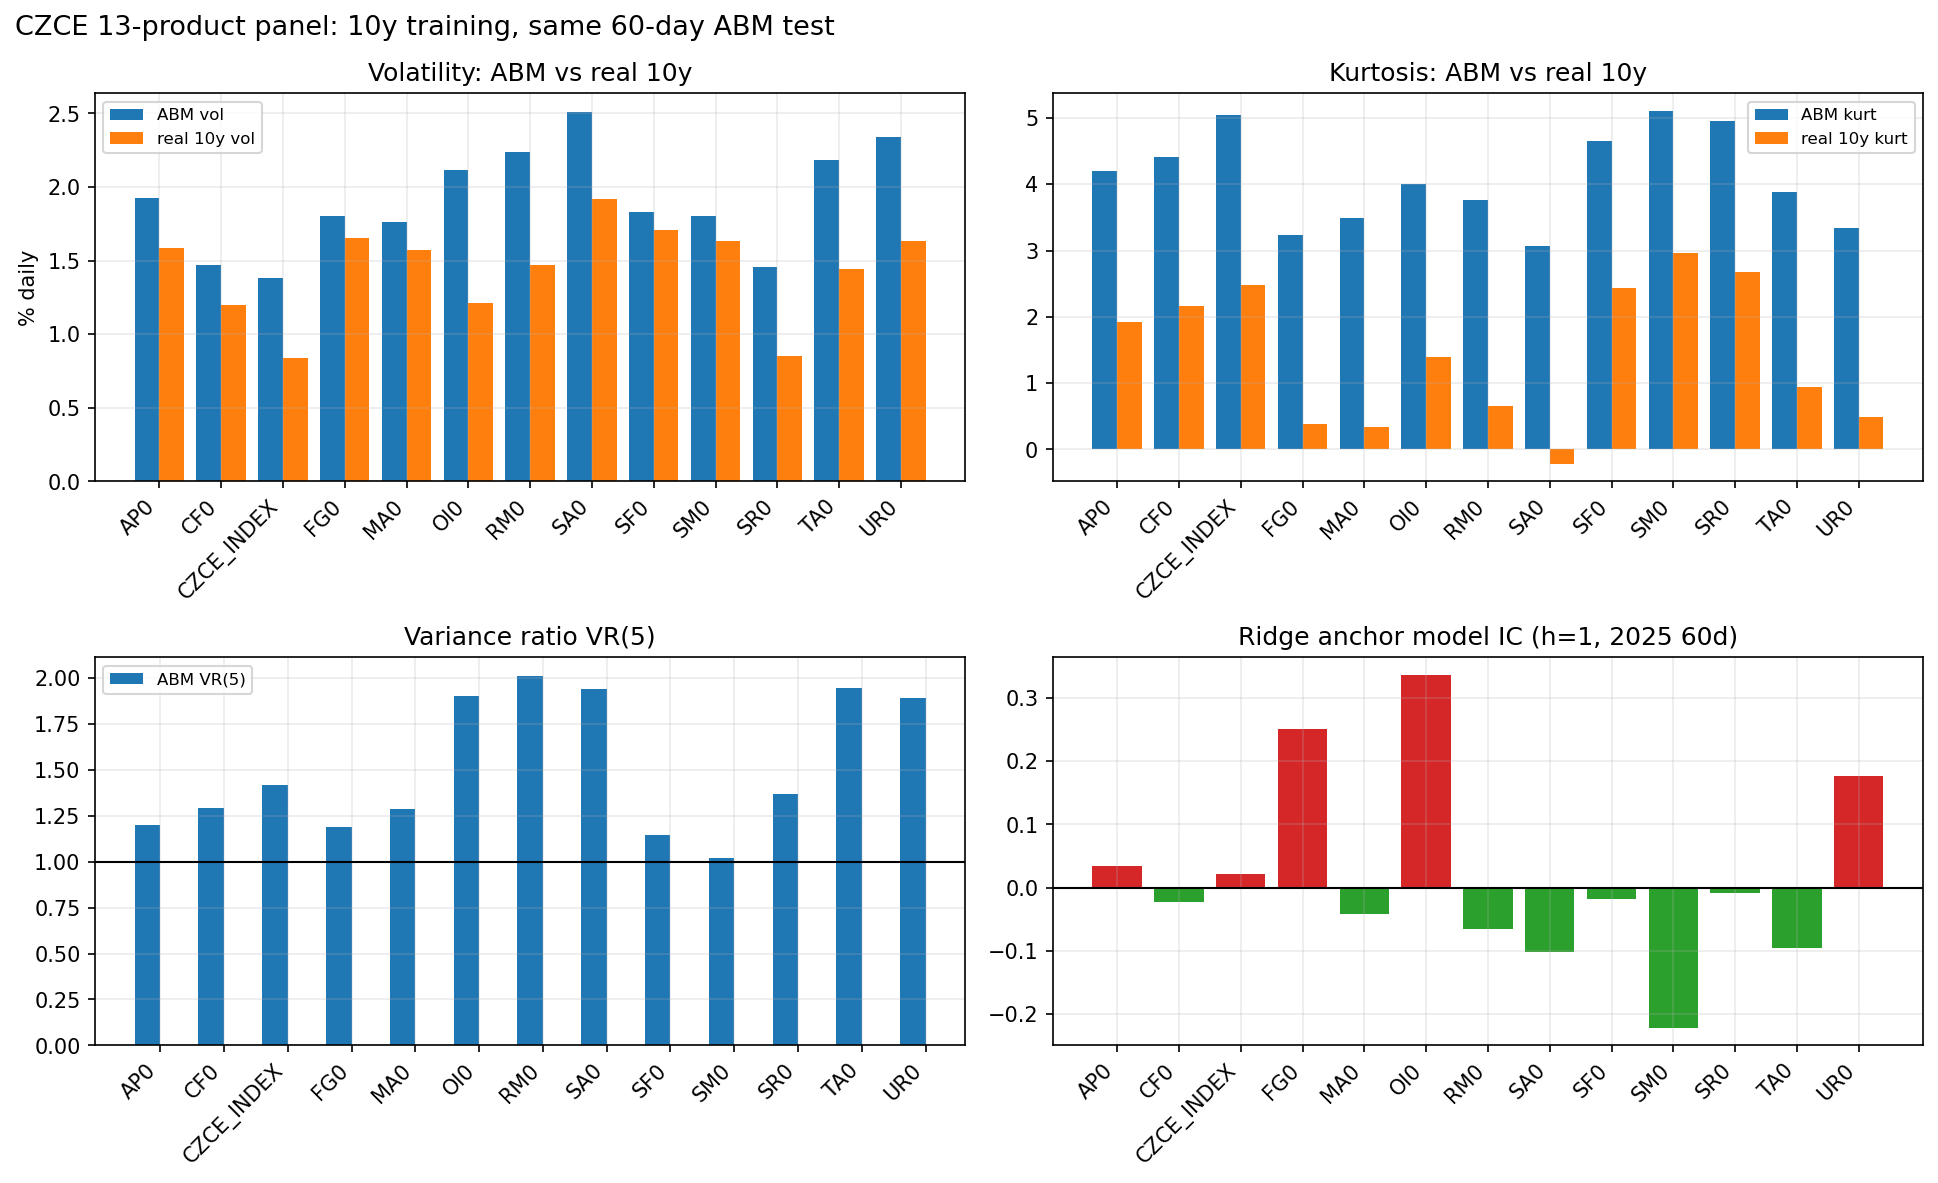 CZCE 13-product panel: 10y training, same 60-day ABM test
Volatility: ABM vs real 10y
ABM vol
real 10y vol
% daily
2.5
2.0
1.5
1.0
0.5
0.0
AP0
CF0
CZCE_INDEX
FG0
MA0
OI0
RM0
SA0
SF0
SM0
SR0
TA0
UR0
Kurtosis: ABM vs real 10y
ABM kurt
real 10y kurt
5
4
3
2
1
0
AP0
CF0
CZCE_INDEX
FG0
MA0
OI0
RM0
SA0
SF0
SM0
SR0
TA0
UR0
Variance ratio VR(5)
ABM VR(5)
2.00
1.75
1.50
1.25
1.00
0.75
0.50
0.25
0.00
AP0
CF0
CZCE_INDEX
FG0
MA0
OI0
RM0
SA0
SF0
SM0
SR0
TA0
UR0
Ridge anchor model IC (h=1, 2025 60d)
0.3
0.2
0.1
0.0
−0.1
−0.2
AP0
CF0
CZCE_INDEX
FG0
MA0
OI0
RM0
SA0
SF0
SM0
SR0
TA0
UR0